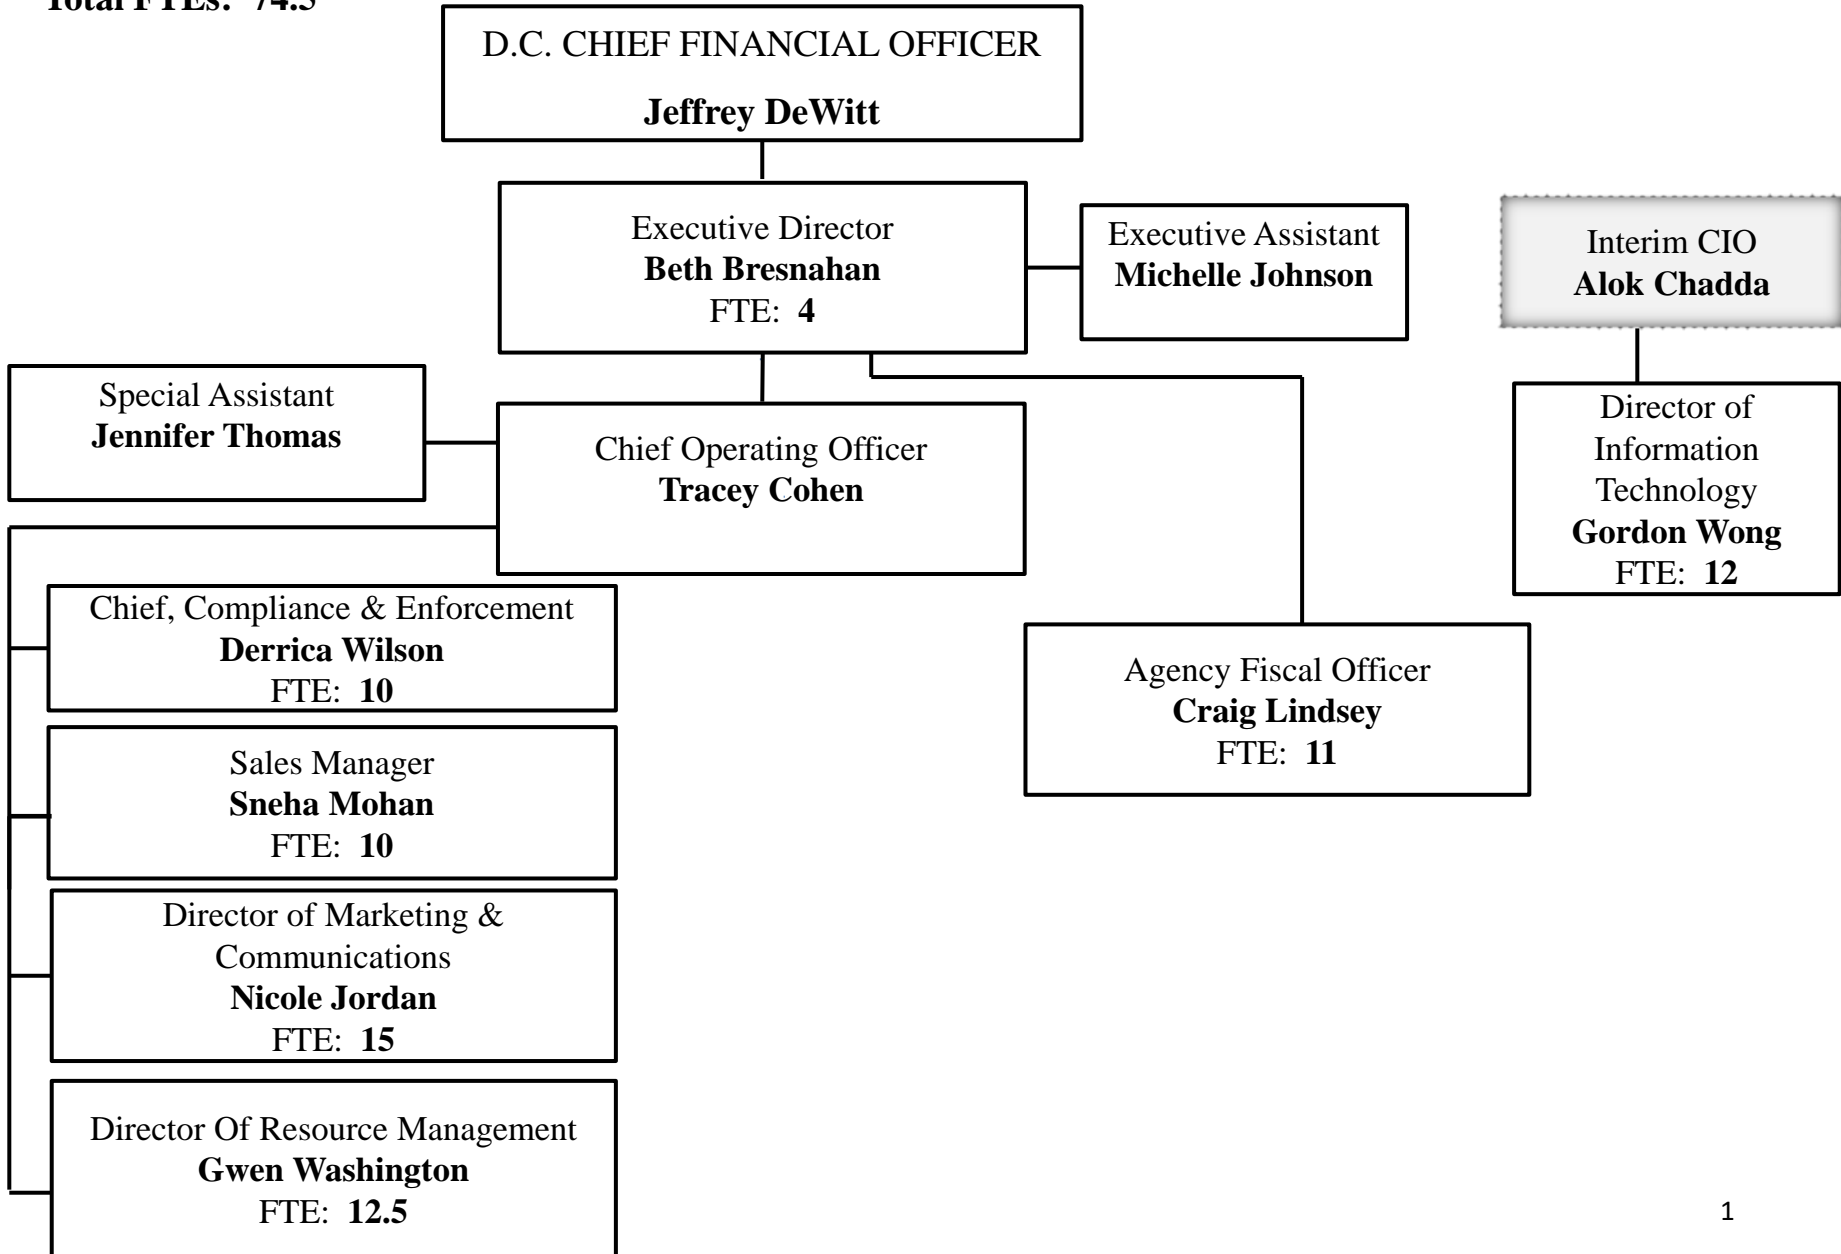 Total FTEs: 74.5
D.C. CHIEF FINANCIAL OFFICER
Jeffrey DeWitt
Executive Director
Beth Bresnahan
FTE: 4
Executive Assistant
Michelle Johnson
Interim CIO
Alok Chadda
Special Assistant
Jennifer Thomas
Chief Operating Officer
Tracey Cohen
Director of
Information
Technology
Gordon Wong
FTE: 12
Chief, Compliance & Enforcement
Derrica Wilson
FTE: 10
Agency Fiscal Officer
Craig Lindsey
FTE: 11
Sales Manager
Sneha Mohan
FTE: 10
Director of Marketing &
Communications
Nicole Jordan
FTE: 15
Director Of Resource Management
Gwen Washington
FTE: 12.5
1